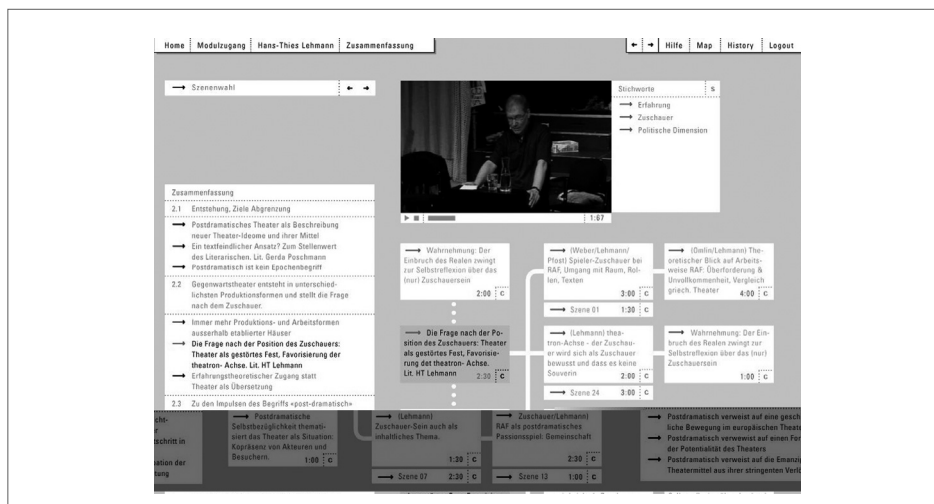 Home Modulzugang Hans-Thies Lehmann Zusammenfassung
← → Hilfe Map History Logout
→ Szenenwahl ← →
Stichworte S
→ Erfahrung
→ Zuschauer
→ Politische Dimension
1:67
Zusammenfassung
2.1 Entstehung, Ziele Abgrenzung
→ Postdramatisches Theater als Beschreibung
neuer Theater-Ideome und ihrer Mittel
→ Ein textfeindlicher Ansatz? Zum Stellenwert
des Literarischen. Lit. Gerda Poschmann
→ Postdramatisch ist kein Epochenbegriff
2.2 Gegenwartstheater entsteht in unterschied-
lichsten Produktionsformen und stellt die Frage
nach dem Zuschauer.
→ Immer mehr Produktions- und Arbeitsformen
ausserhalb etablierter Häuser
→ Die Frage nach der Position des Zuschauers:
Theater als gestörtes Fest, Favorisierung der
theatron- Achse. Lit. HT Lehmann
→ Erfahrungstheoretischer Zugang statt
Theater als Übersetzung
2.3 Zu den Impulsen des Begriffs «post-dramatisch»
→ Wahrnehmung: Der
Einbruch des Realen zwingt
zur Selbstreflexion über das
(nur) Zuschauersein
2:00 C
→ (Weber/Lehmann/
Pfost) Spieler-Zuschauer bei
RAF, Umgang mit Raum, Rol-
len, Texten
3:00 C
→ Szene 01 1:30 C
→ (Omlin/Lehmann) Theo-
retischer Blick auf Arbeits-
weise RAF: Überforderung &
Unvollkommenheit, Vergleich
griech. Theater 4:00 C
→ Die Frage nach der Po-
sition des Zuschauers: Theater
als gestörtes Fest, Favorisie-
rung det theatron- Achse.
Lit. HT Lehmann 2:30 C
→ (Lehmann) thea-
tron-Achse - der Zuschau-
er wird sich als Zuschauer
bewusst und dass es keine
Souverin 2:00 C
→ Szene 24 3:00 C
→ Wahrnehmung: Der Ein-
bruch des Realen zwingt zur
Selbstreflexion über das (nur)
Zuschauersein
1:00 C
→ Postdramatische
Selbstbezüglichkeit themati-
siert das Theater als Situation:
Kopräsenz von Akteuren und
Besuchern. 1:00 C
→ (Lehmann)
Zuschauer-Sein auch als
inhaltliches Thema.
1:30 C
→ Szene 07 2:30 C
→ Zuschauer/Lehmann)
RAF als postdramatisches
Passionsspiel: Gemeinschaft
2:30 C
→ Szene 13 1:00 C
→ Postdramatisch verweist auf eine gesch
liche Bewegung im europäischen Theate
→ Postdramatisch verweist auf einen For
der Potentialität des Theaters
→ Postdramatisch verweist auf die Emanzi
Theatermittel aus ihrer stringenten Verl